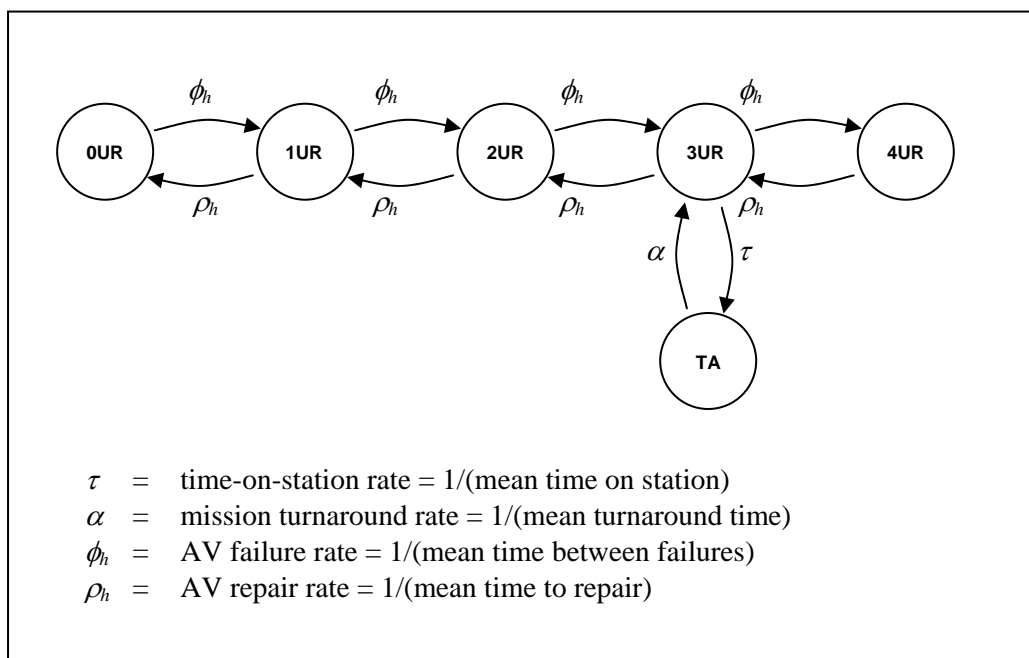 ϕh ϕh ϕh ϕh
0UR 1UR 2UR 3UR 4UR
ρh ρh ρh ρh
α τ
TA
τ = time-on-station rate = 1/(mean time on station)
α = mission turnaround rate = 1/(mean turnaround time)
ϕh = AV failure rate = 1/(mean time between failures)
ρh = AV repair rate = 1/(mean time to repair)